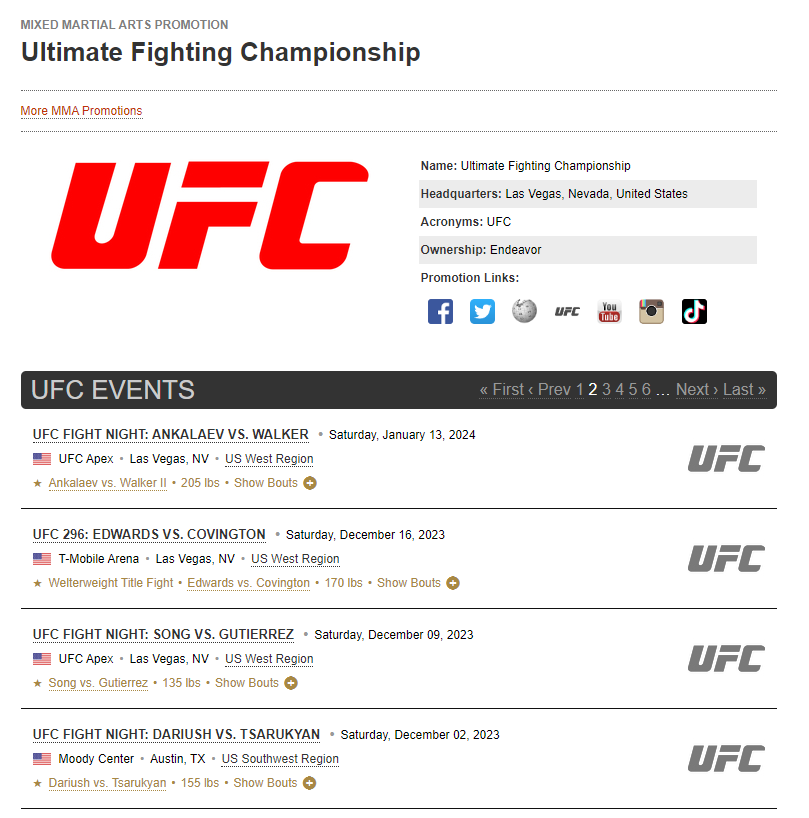 MIXED MARTIAL ARTS PROMOTION
Ultimate Fighting Championship
More MMA Promotions
UFC
Name: Ultimate Fighting Championship
Headquarters: Las Vegas, Nevada, United States
Acronyms: UFC
Ownership: Endeavor
Promotion Links:
UFC
You Tube
UFC EVENTS
« First ‹ Prev 1 2 3 4 5 6 … Next › Last »
UFC FIGHT NIGHT: ANKALAEV VS. WALKER • Saturday, January 13, 2024
UFC Apex • Las Vegas, NV • US West Region
★ Ankalaev vs. Walker II • 205 lbs • Show Bouts
UFC
UFC 296: EDWARDS VS. COVINGTON • Saturday, December 16, 2023
T-Mobile Arena • Las Vegas, NV • US West Region
★ Welterweight Title Fight • Edwards vs. Covington • 170 lbs • Show Bouts
UFC
UFC FIGHT NIGHT: SONG VS. GUTIERREZ • Saturday, December 09, 2023
UFC Apex • Las Vegas, NV • US West Region
★ Song vs. Gutierrez • 135 lbs • Show Bouts
UFC
UFC FIGHT NIGHT: DARIUSH VS. TSARUKYAN • Saturday, December 02, 2023
Moody Center • Austin, TX • US Southwest Region
★ Dariush vs. Tsarukyan • 155 lbs • Show Bouts
UFC